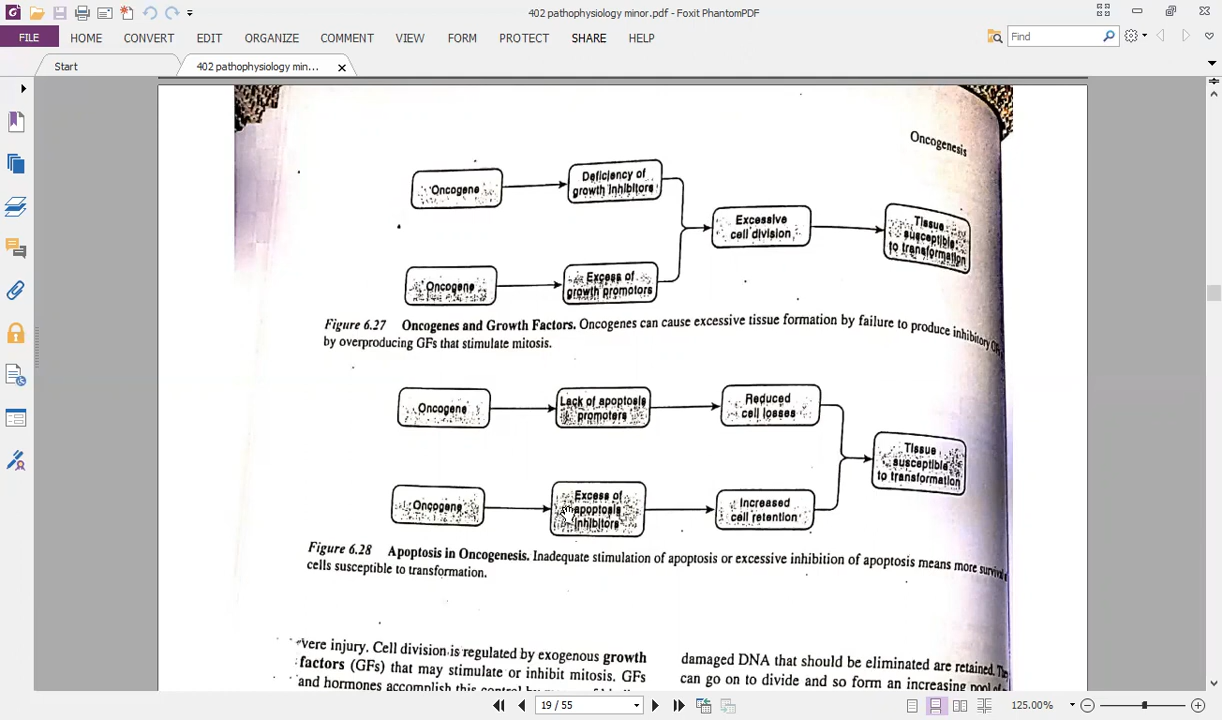 402 pathophysiology minor.pdf - Foxit PhantomPDF
FILE HOME CONVERT EDIT ORGANIZE COMMENT VIEW FORM PROTECT SHARE HELP
Find
Start
402 pathophysiology min...
Oncogenesis
Oncogene
Deficiency of
growth inhibitors
Excessive
cell division
Tissue
susceptible
to transformation
Oncogene
Excess of
growth promotors
Figure 6.27 Oncogenes and Growth Factors. Oncogenes can cause excessive tissue formation by failure to produce inhibitory
by overproducing GFs that stimulate mitosis.
Oncogene
Lack of apoptosis
promoters
Reduced
cell losses
Tissue
susceptible
to transformation
Oncogene
Excess of
apoptosis
inhibitors
Increased
cell retention
Figure 6.28 Apoptosis in Oncogenesis. Inadequate stimulation of apoptosis or excessive inhibition of apoptosis means more
cells susceptible to transformation.
vere injury. Cell division is regulated by exogenous growth
factors (GFs) that may stimulate or inhibit mitosis. GFs
and hormones accomplish this control
damaged DNA that should be eliminated are retained.
can go on to divide and so form an increasing pool of
19 / 55
125.00%